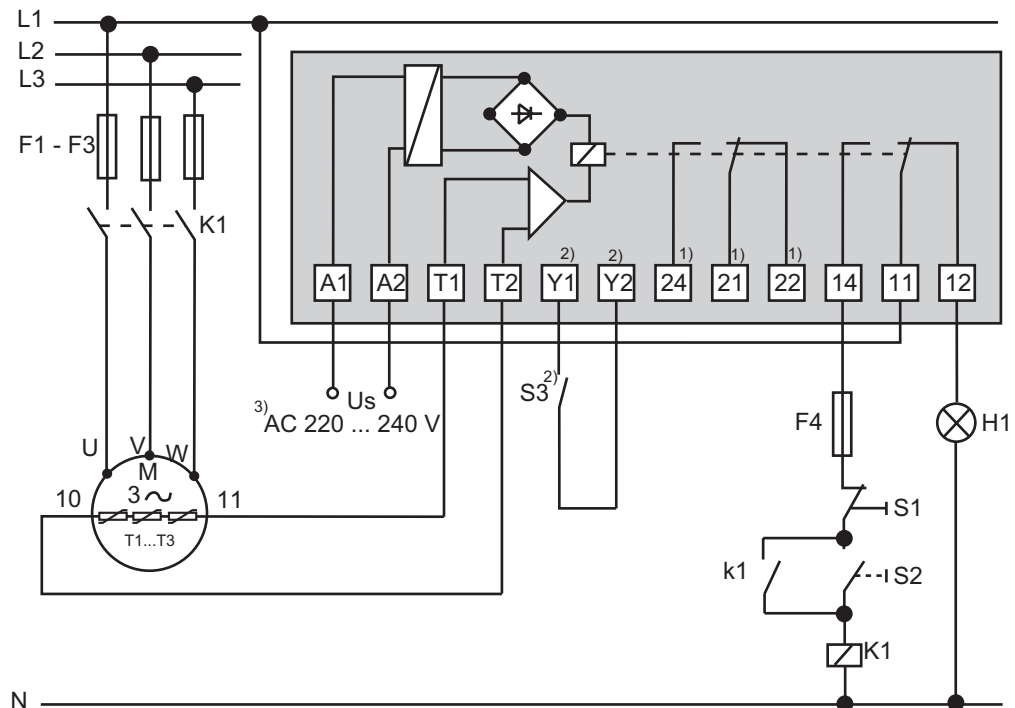 L1
L2
L3
F1 - F3
K1
2) 2) 1) 1) 1)
A1 A2 T1 T2 Y1 Y2 24 21 22 14 11 12
S3 2)
Us
3) AC 220 ... 240 V
F4
H1
U V W
M
3
10 11
T1...T3
S1
k1
S2
K1
N